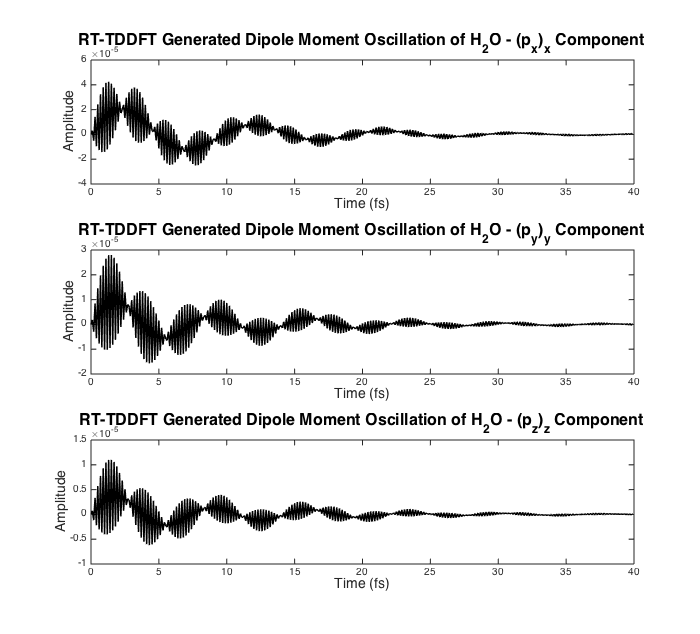 RT-TDDFT Generated Dipole Moment Oscillation of H2O - (px)x Component
×10-5
6
4
2
0
-2
-4
Amplitude
0 5 10 15 20 25 30 35 40
Time (fs)
RT-TDDFT Generated Dipole Moment Oscillation of H2O - (py)y Component
×10-5
3
2
1
0
-1
-2
Amplitude
0 5 10 15 20 25 30 35 40
Time (fs)
RT-TDDFT Generated Dipole Moment Oscillation of H2O - (pz)z Component
×10-5
1.5
1
0.5
0
-0.5
-1
Amplitude
0 5 10 15 20 25 30 35 40
Time (fs)